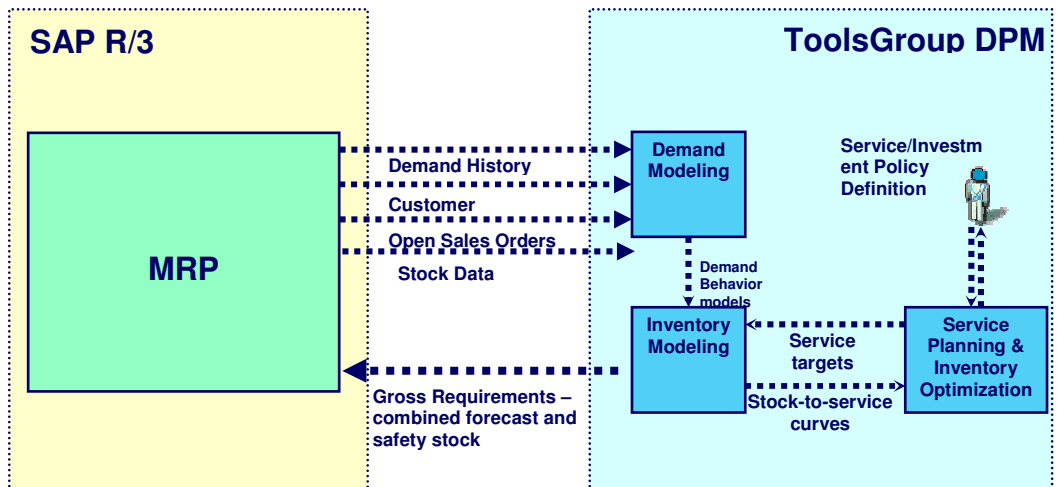 SAP R/3
ToolsGroup DPM
MRP
Demand History
Customer
Open Sales Orders
Stock Data
Gross Requirements –
combined forecast and
safety stock
Demand
Modeling
Service/Investm
ent Policy
Definition
Demand
Behavior
models
Inventory
Modeling
Service
targets
Stock-to-service
curves
Service
Planning &
Inventory
Optimization